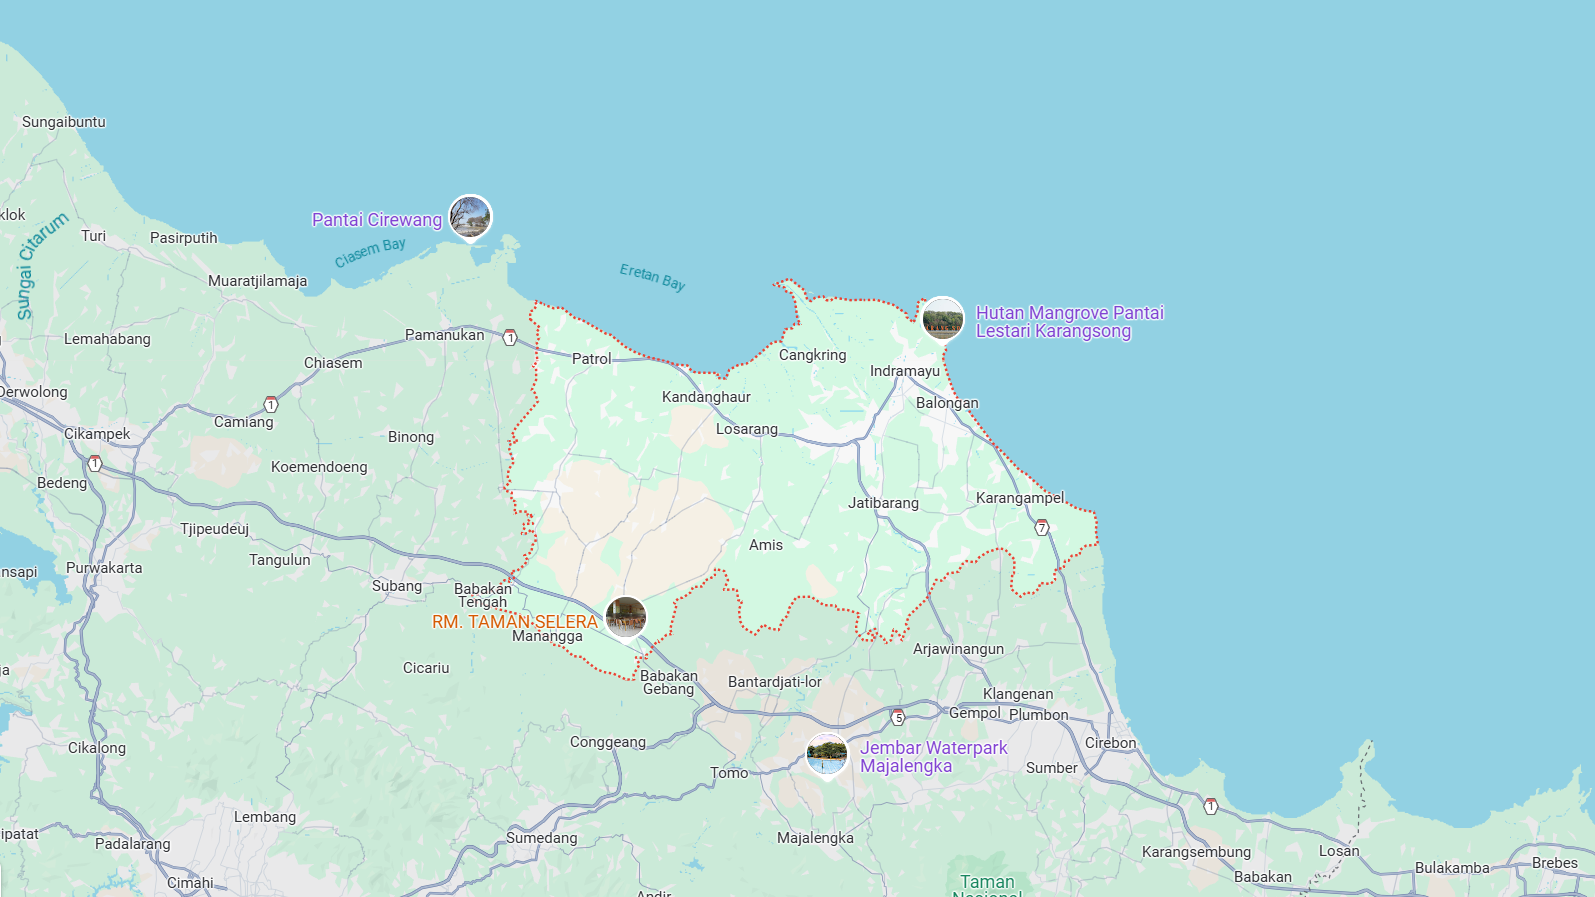 Sungaibuntu
klok
Sungai Citarum
Turi
Pasirputih
Pantai Cirewang
Ciasem Bay
Eretan Bay
Muaratjilamaja
Hutan Mangrove Pantai
Lestari Karangsong
Lemahabang
Pamanukan
1
Patrol
Cangkring
Chiasem
Indramayu
Derwolong
1
Kandanghaur
Balongan
Camiang
Losarang
Cikampek
Binong
1
Koemendoeng
Bedeng
Jatibarang
Karangampel
7
Tjipeudeuj
Amis
Tangulun
nsapi
Purwakarta
Subang
Babakan
Tengah
RM. TAMAN SELERA
Manangga
Arjawinangun
Cicariu
ja
Babakan
Gebang
Bantardjati-lor
Klangenan
Gempol
Plumbon
5
Conggeang
Cikalong
Cirebon
Jembar Waterpark
Majalengka
Sumber
Tomo
1
Lembang
ipatat
Sumedang
Majalengka
Padalarang
Karangsembung
Losan
Bulakamba
Brebes
Cimahi
Babakan
Taman
Nasional
Andir